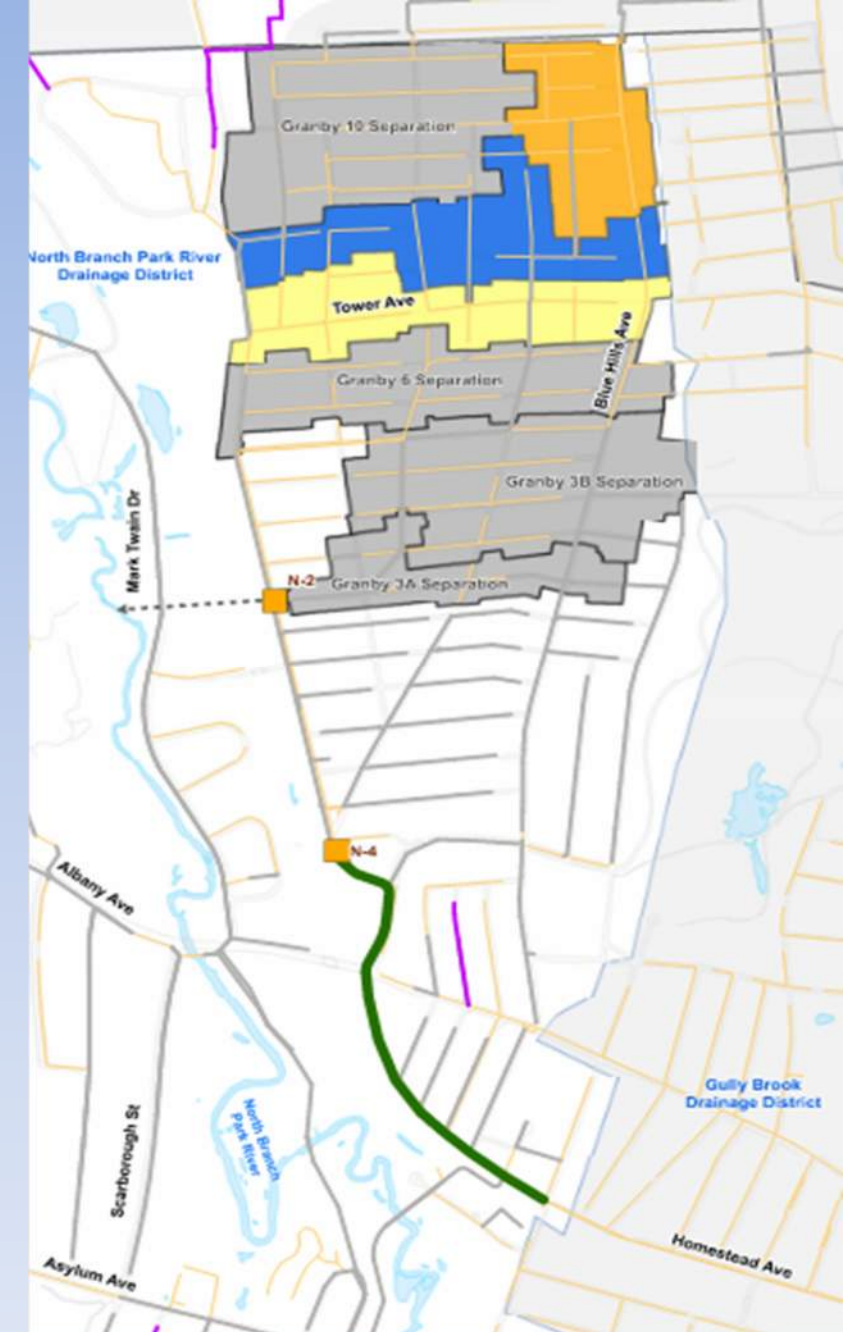 Granby 10 Separation
North Branch Park River
Drainage District
Tower Ave
Blue Hills Ave
Granby 6 Separation
Granby 3B Separation
Mark Twain Dr
N-2
Granby 3A Separation
N-4
Albany Ave
Gully Brook
Drainage District
North Branch
Park River
Scarborough St
Homestead Ave
Asylum Ave